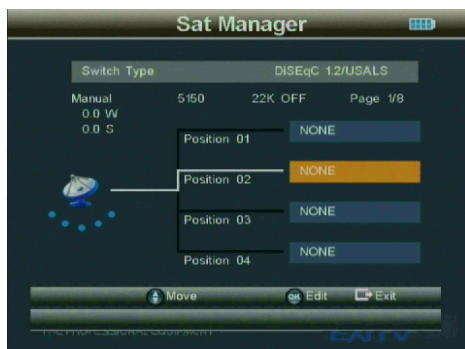 Sat Manager
Switch Type DiSEqC 1.2/USALS
Manual 5150 22K OFF Page 1/8
0.0 W
0.0 S
Position 01 NONE
Position 02 NONE
Position 03 NONE
Position 04 NONE
Move OK Edit Exit